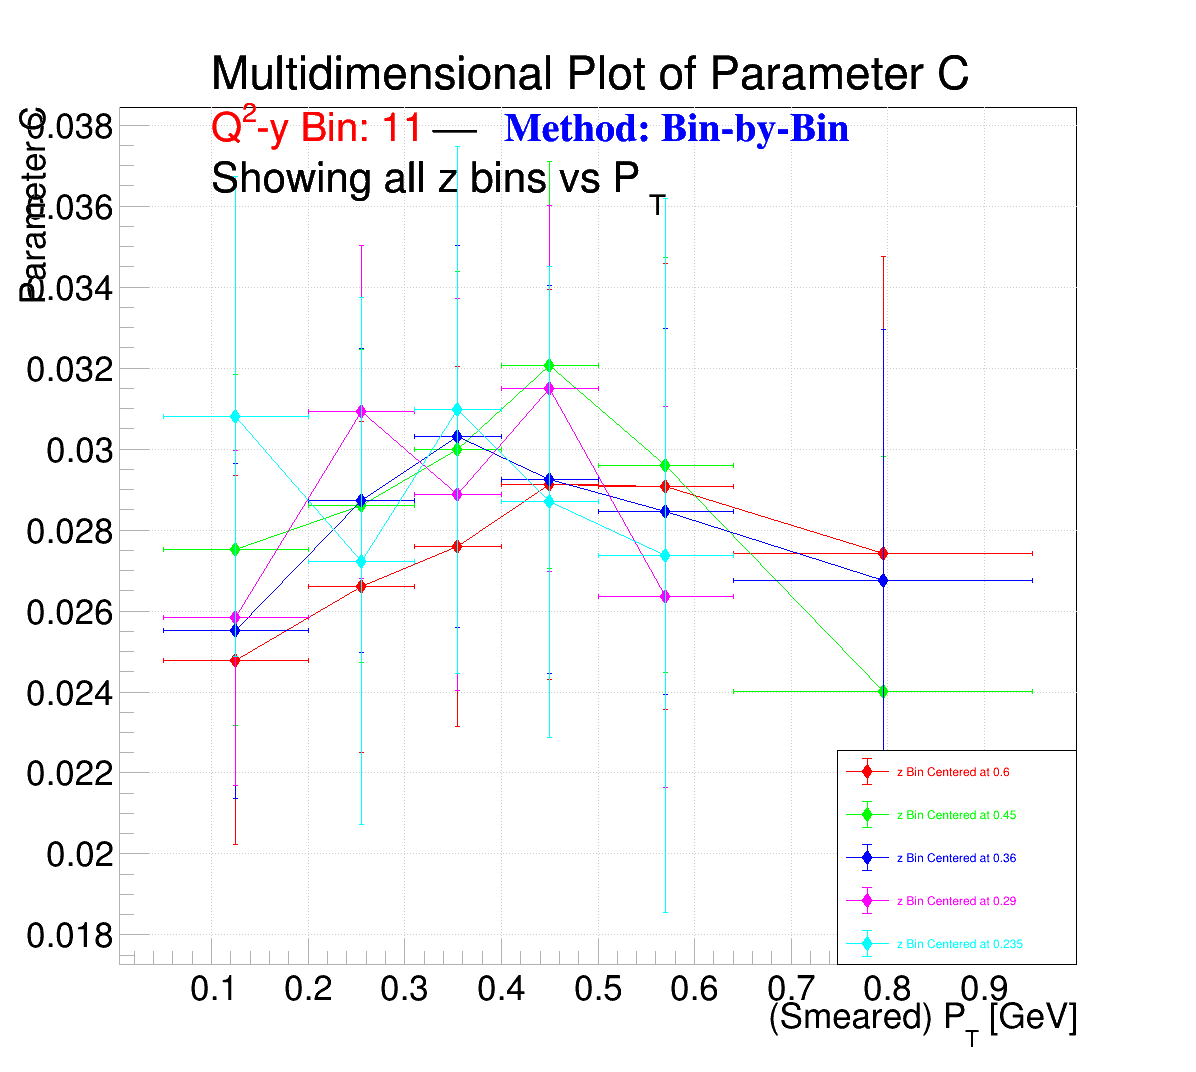 Multidimensional Plot of Parameter C
Q²-y Bin: 11 — Method: Bin-by-Bin
Showing all z bins vs P_T
Parameter C
0.038
0.036
0.034
0.032
0.03
0.028
0.026
0.024
0.022
0.02
0.018
z Bin Centered at 0.6
z Bin Centered at 0.45
z Bin Centered at 0.36
z Bin Centered at 0.29
z Bin Centered at 0.235
0.1 0.2 0.3 0.4 0.5 0.6 0.7 0.8 0.9
(Smeared) P_T [GeV]